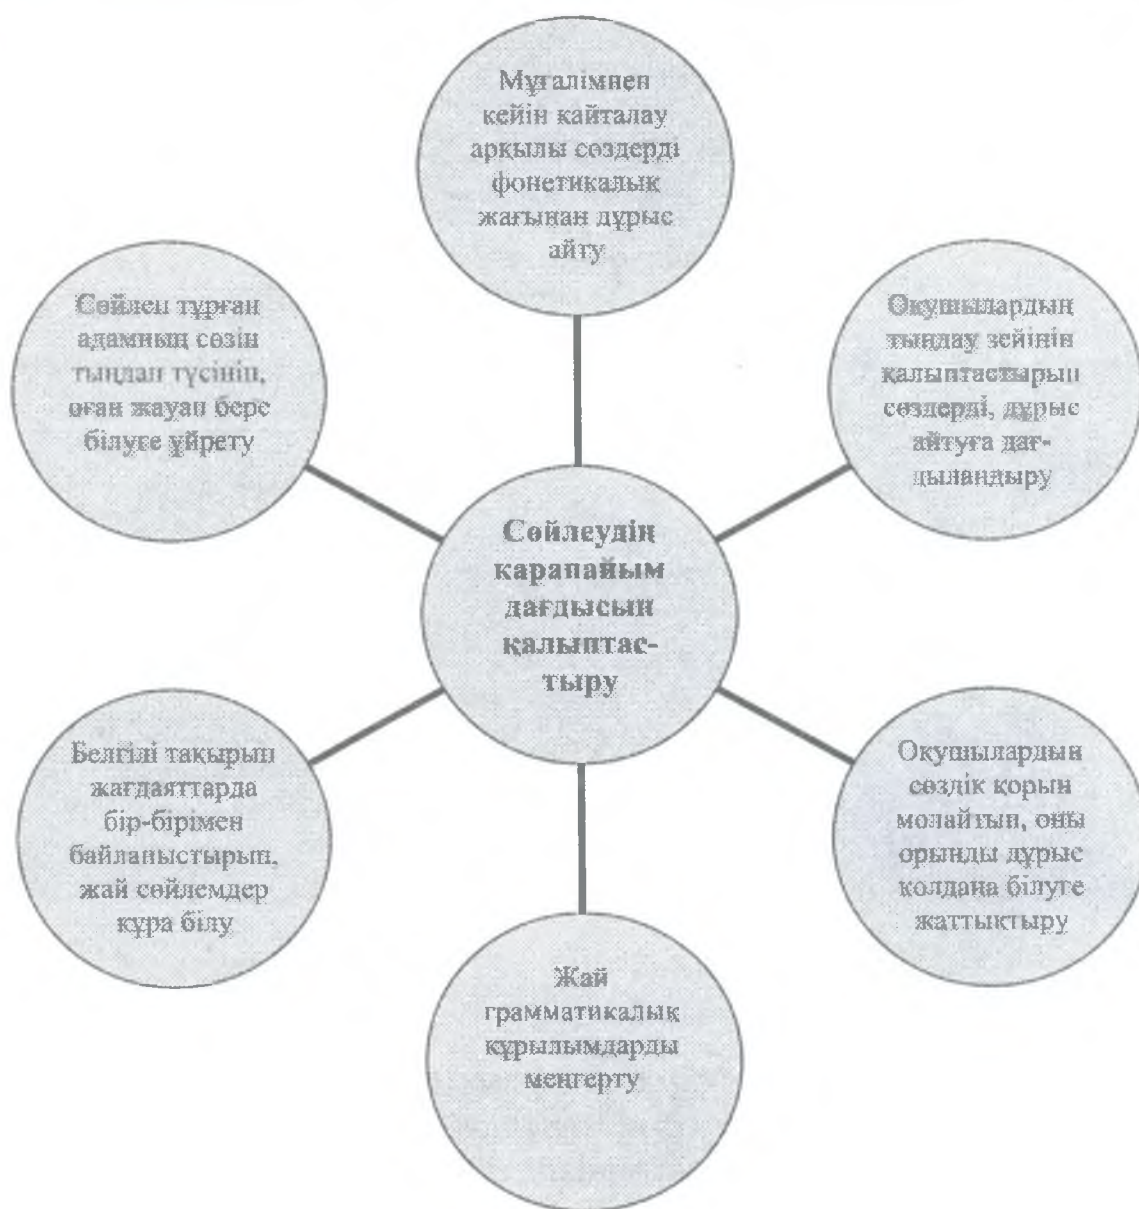 Мұғалімнен
кейін қайталау
арқылы сөздерді
фонетикалық
жағынан дұрыс
айту
Оқушылардың
тыңдау зейінін
қалыптастырып
сөздерді, дұрыс
айтуға дағ-
дыландыру
Оқушылардың
сөздік қорын
молайтып, оны
орынды дұрыс
қолдана білуге
жаттықтыру
Жай
грамматикалық
құрылымдарды
меңгерту
Белгілі тақырып
жағдаяттарда
бір-бірімен
байланыстырып,
жай сөйлемдер
құра білу
Сөйлеп тұрған
адамның сөзін
тыңдап түсініп,
оған жауап бере
білуге үйрету
Сөйлеудің
қарапайым
дағдысын
қалыптас-
тыру